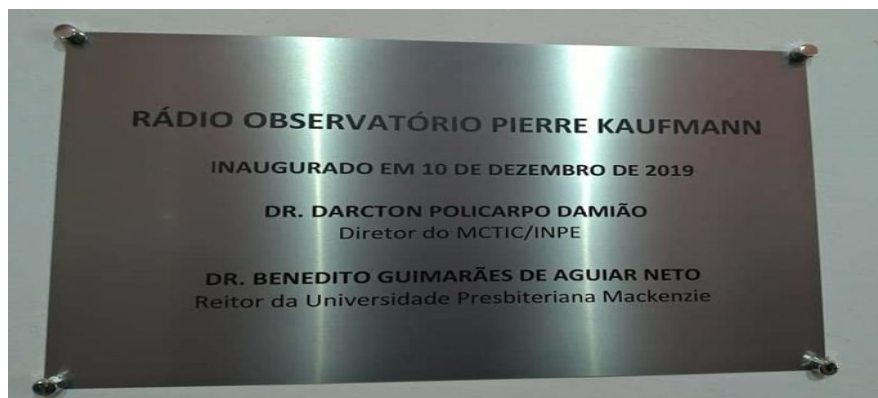 RÁDIO OBSERVATÓRIO PIERRE KAUFMANN
INAUGURADO EM 10 DE DEZEMBRO DE 2019
DR. DARCTON POLICARPO DAMIÃO
Diretor do MCTIC/INPE
DR. BENEDITO GUIMARÃES DE AGUIAR NETO
Reitor da Universidade Presbiteriana Mackenzie